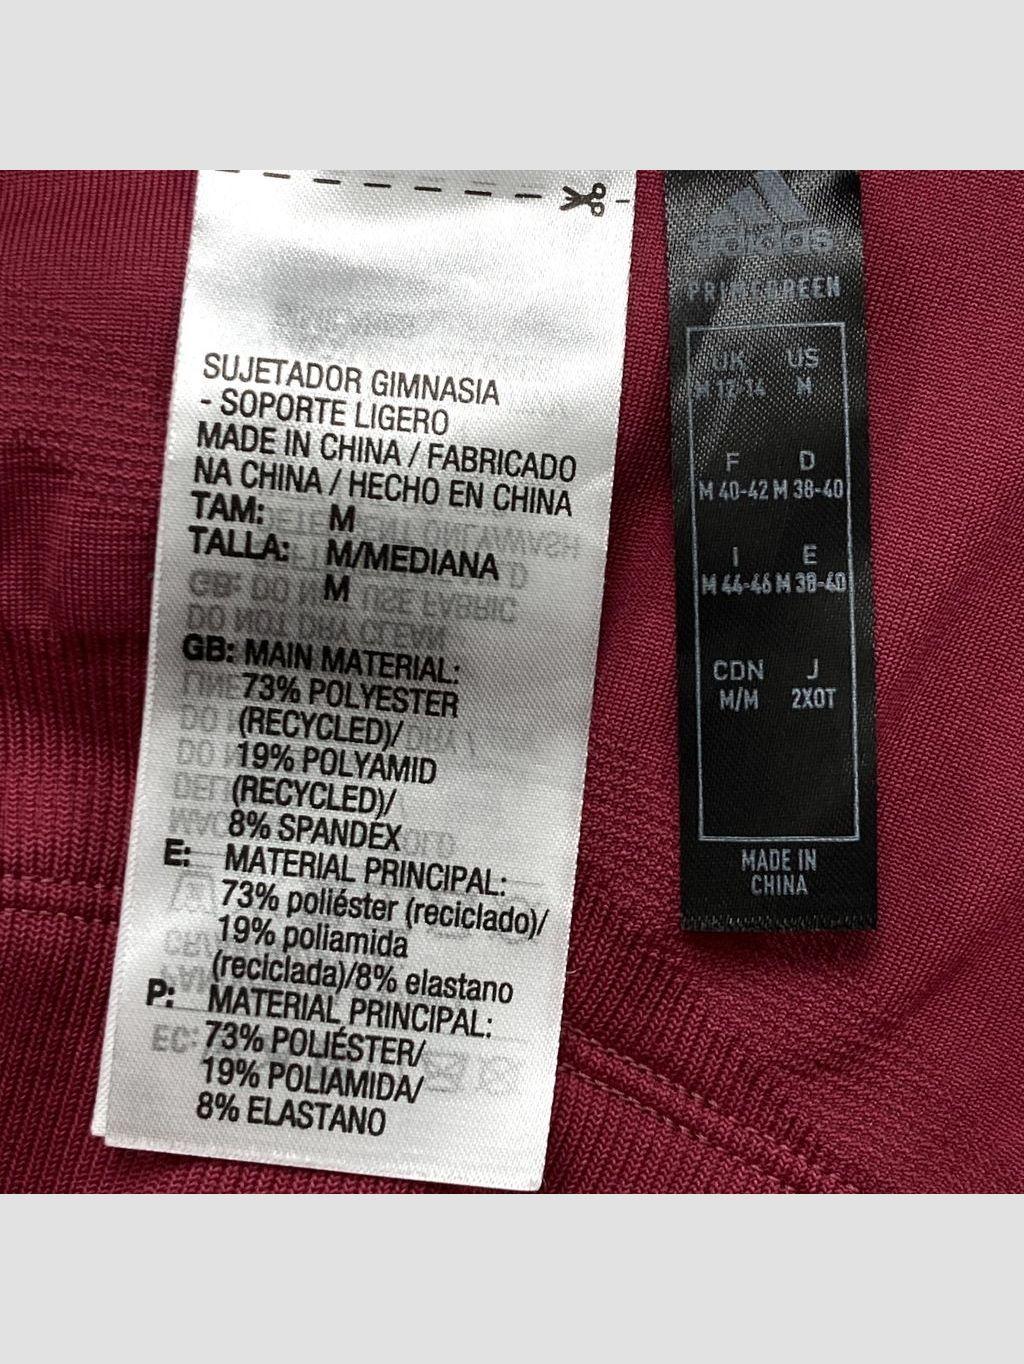 SUJETADOR GIMNASIA
- SOPORTE LIGERO
MADE IN CHINA / FABRICADO
NA CHINA / HECHO EN CHINA
TAM: M
TALLA: M/MEDIANA
M
GB: MAIN MATERIAL:
73% POLYESTER
(RECYCLED)/
19% POLYAMID
(RECYCLED)/
8% SPANDEX
E: MATERIAL PRINCIPAL:
73% poliéster (reciclado)/
19% poliamida
(reciclada)/8% elastano
P: MATERIAL PRINCIPAL:
73% POLIÉSTER/
19% POLIAMIDA/
8% ELASTANO
adidas
PRIMEGREEN
UK US
M 12-14 M
F D
M 40-42 M 38-40
I E
M 44-46 M 38-40
CDN J
M/M 2XOT
MADE IN
CHINA